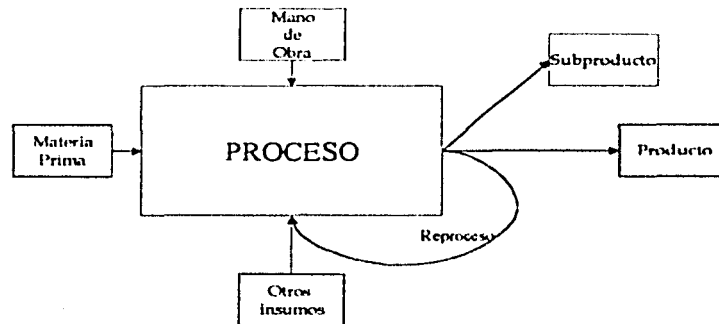 Mano
de
Obra
Subproducto
Materia
Prima
PROCESO
Producto
Reproceso
Otros
insumos